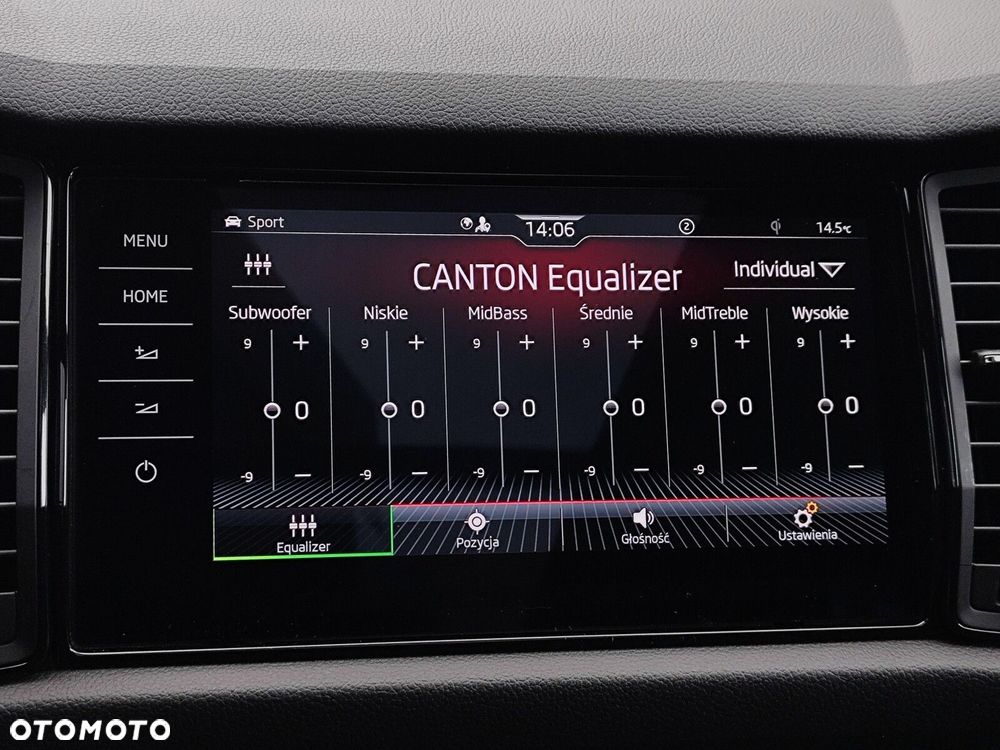 MENU
HOME
Sport
14:06
2
14.5°C
CANTON Equalizer
Individual
Subwoofer Niskie MidBass Średnie MidTreble Wysokie
9 + 9 + 9 + 9 + 9 + 9 +
0 0 0 0 0 0
-9 − -9 − -9 − -9 − -9 − -9 −
Equalizer Pozycja Głośność Ustawienia
OTOMOTO